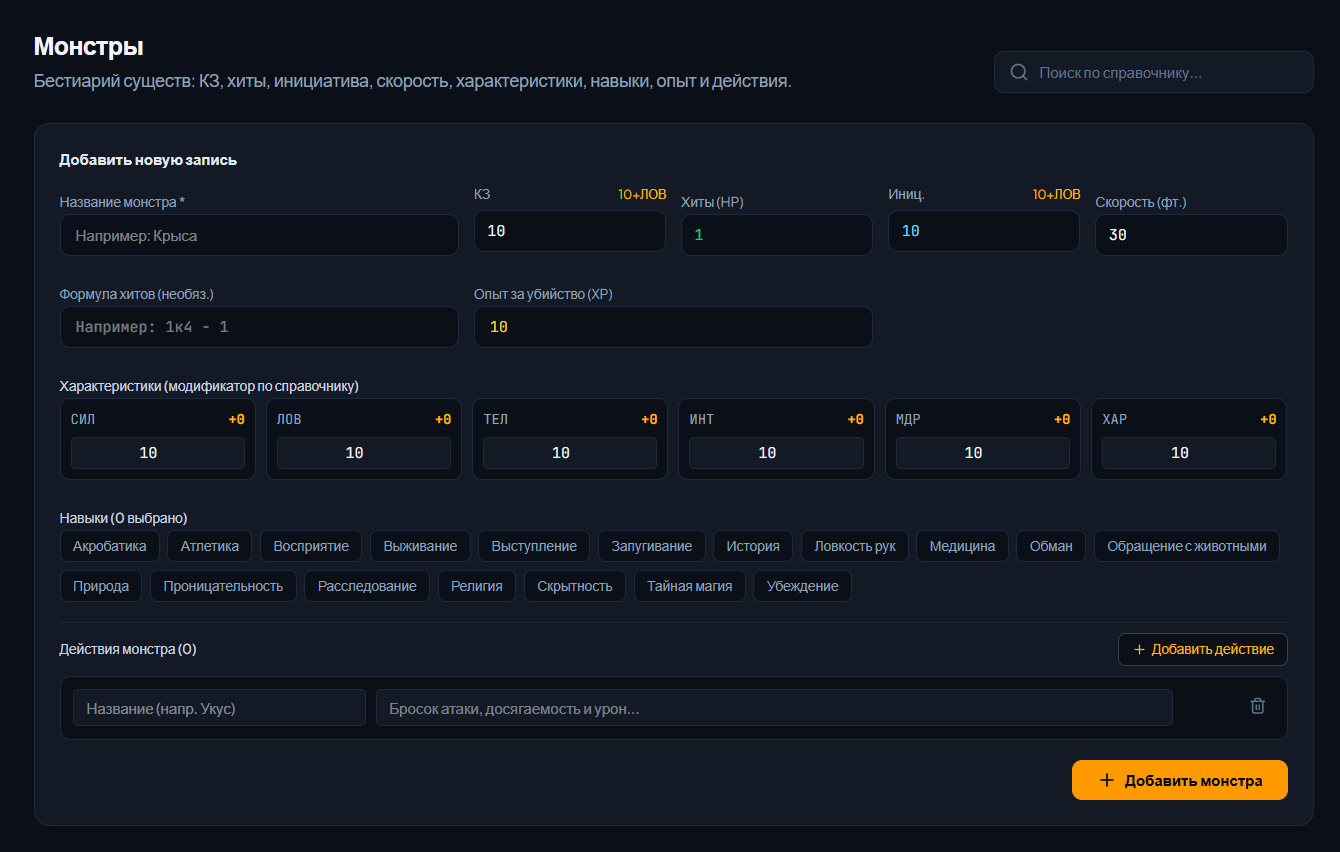 Монстры
Бестиарий существ: КЗ, хиты, инициатива, скорость, характеристики, навыки, опыт и действия.
Поиск по справочнику...
Добавить новую запись
Название монстра *
КЗ 10+ЛОВ
Хиты (HP)
Иниц. 10+ЛОВ
Скорость (фт.)
Например: Крыса
10
1
10
30
Формула хитов (необяз.)
Опыт за убийство (XP)
Например: 1к4 - 1
10
Характеристики (модификатор по справочнику)
СИЛ +0
ЛОВ +0
ТЕЛ +0
ИНТ +0
МДР +0
ХАР +0
10
10
10
10
10
10
Навыки (0 выбрано)
Акробатика Атлетика Восприятие Выживание Выступление Запугивание История Ловкость рук Медицина Обман Обращение с животными
Природа Проницательность Расследование Религия Скрытность Тайная магия Убеждение
Действия монстра (0)
+ Добавить действие
Название (напр. Укус)
Бросок атаки, досягаемость и урон...
+ Добавить монстра